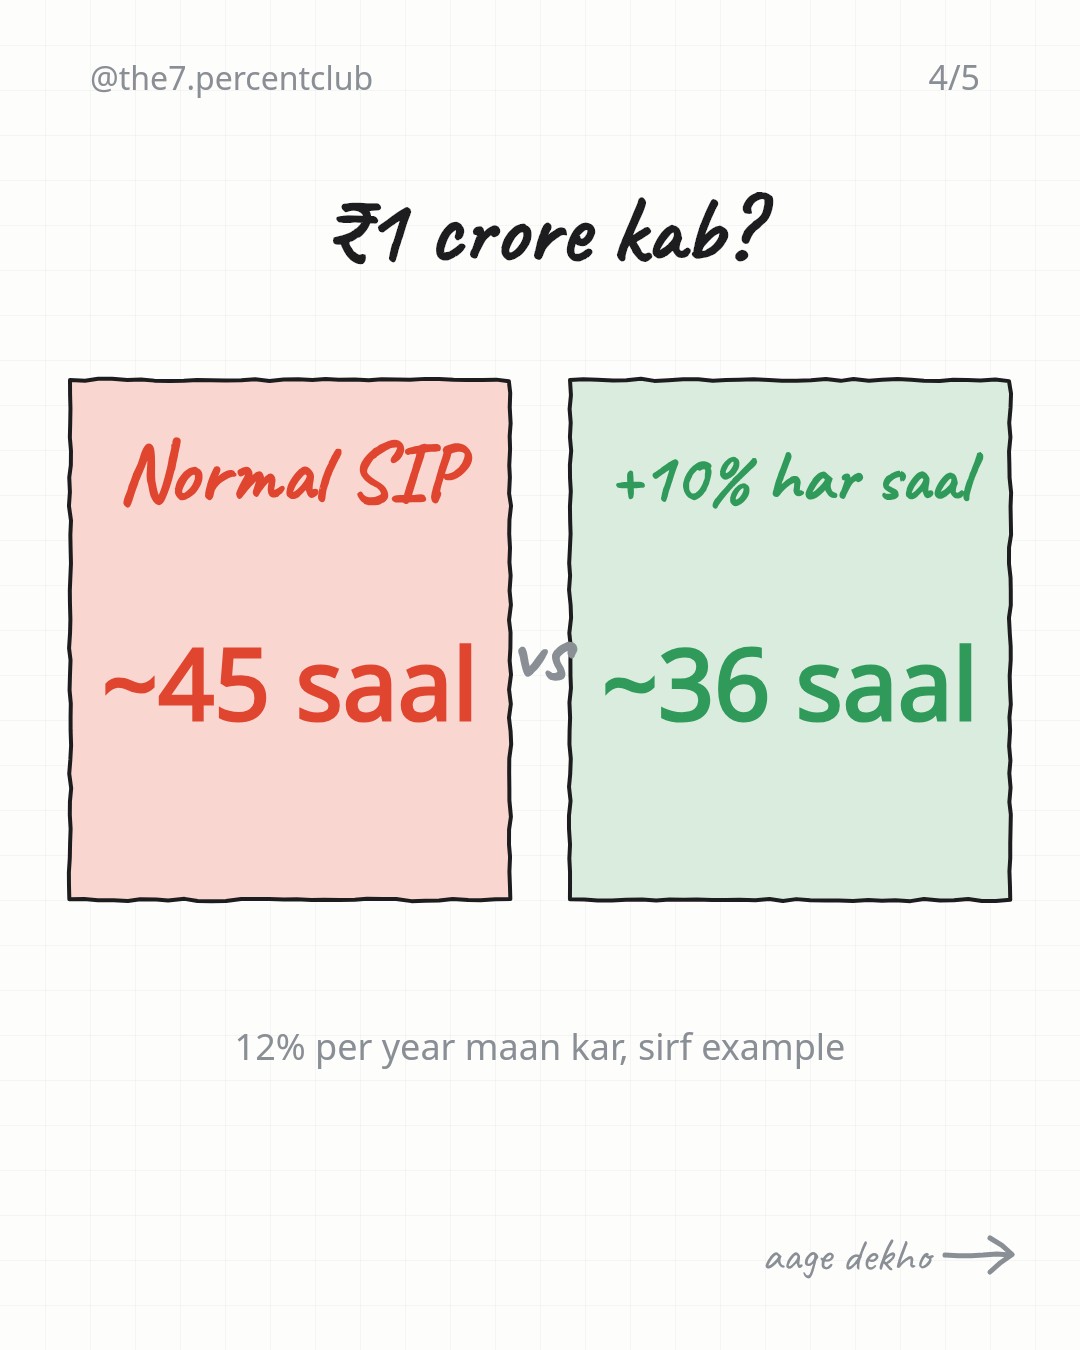 @the7.percentclub
4/5
₹1 crore kab?
Normal SIP
~45 saal
vs
+10% har saal
~36 saal
12% per year maan kar, sirf example
aage dekho